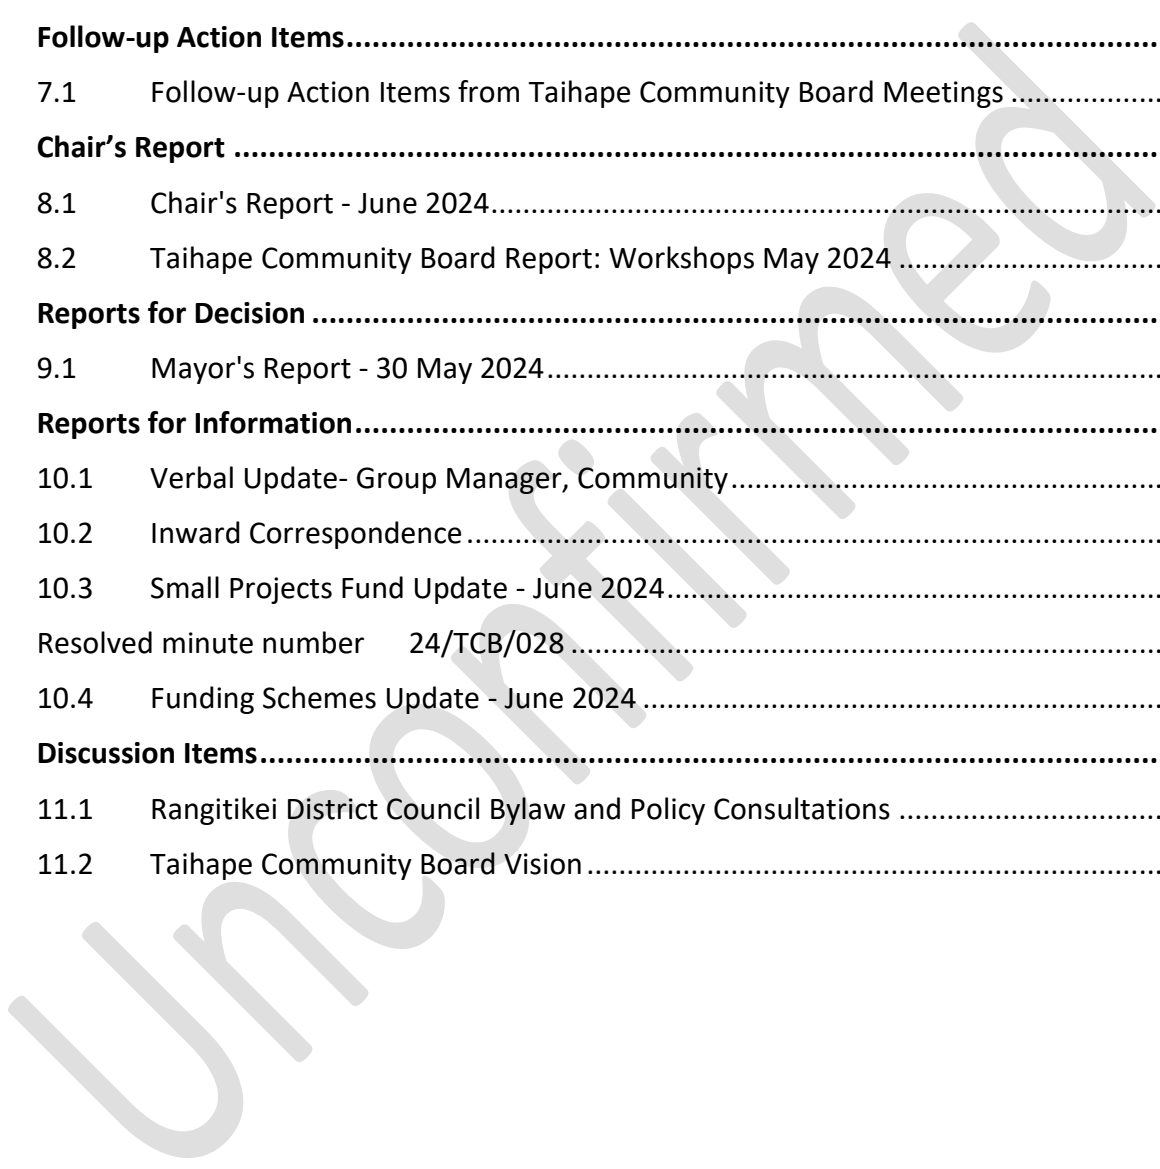 Follow-up Action Items........................................................................................................
7.1 Follow-up Action Items from Taihape Community Board Meetings ....................
Chair's Report ........................................................................................................
8.1 Chair's Report - June 2024....................................................................................
8.2 Taihape Community Board Report: Workshops May 2024 ..................................
Reports for Decision ...............................................................................................
9.1 Mayor's Report - 30 May 2024..............................................................................
Reports for Information...........................................................................................
10.1 Verbal Update- Group Manager, Community......................................................
10.2 Inward Correspondence......................................................................................
10.3 Small Projects Fund Update - June 2024..............................................................
Resolved minute number 24/TCB/028 ....................................................................
10.4 Funding Schemes Update - June 2024 ................................................................
Discussion Items.....................................................................................................
11.1 Rangitikei District Council Bylaw and Policy Consultations ................................
11.2 Taihape Community Board Vision.......................................................................
Unconfirmed